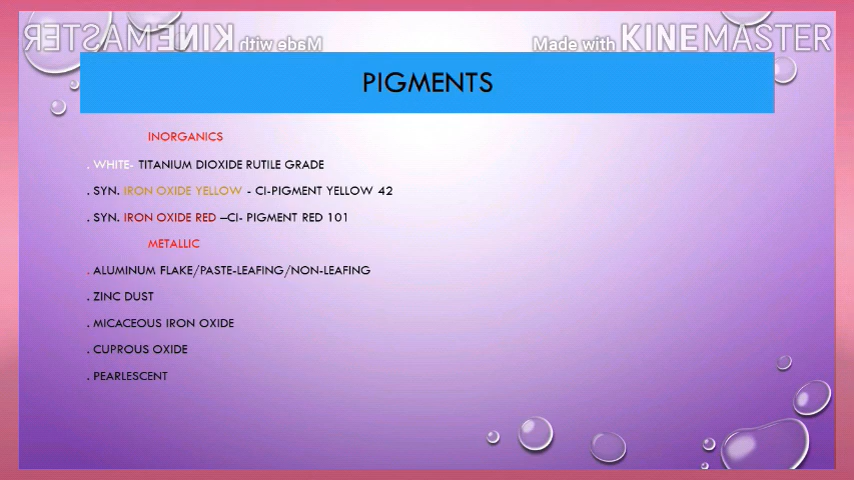 Made with KINEMASTER
Made with KINEMASTER
PIGMENTS
INORGANICS
. WHITE- TITANIUM DIOXIDE RUTILE GRADE
. SYN. IRON OXIDE YELLOW - CI-PIGMENT YELLOW 42
. SYN. IRON OXIDE RED –CI- PIGMENT RED 101
METALLIC
. ALUMINUM FLAKE/PASTE-LEAFING/NON-LEAFING
. ZINC DUST
. MICACEOUS IRON OXIDE
. CUPROUS OXIDE
. PEARLESCENT